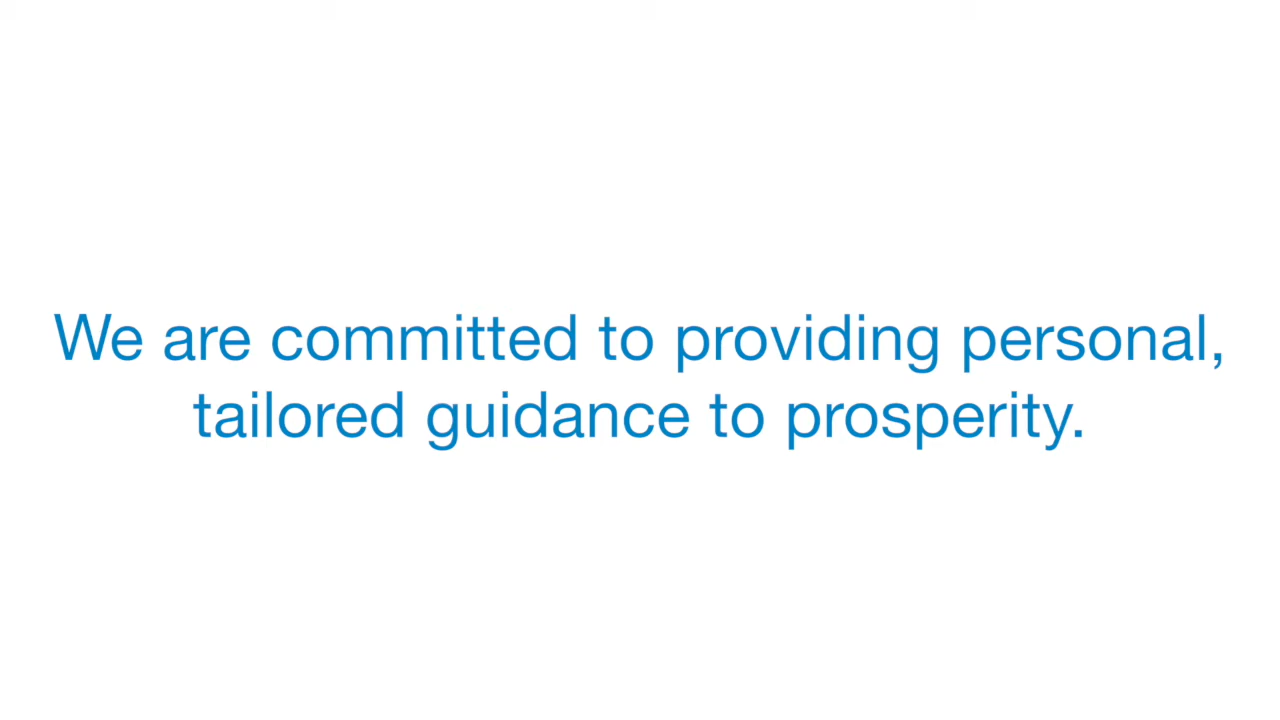 We are committed to providing personal,
tailored guidance to prosperity.